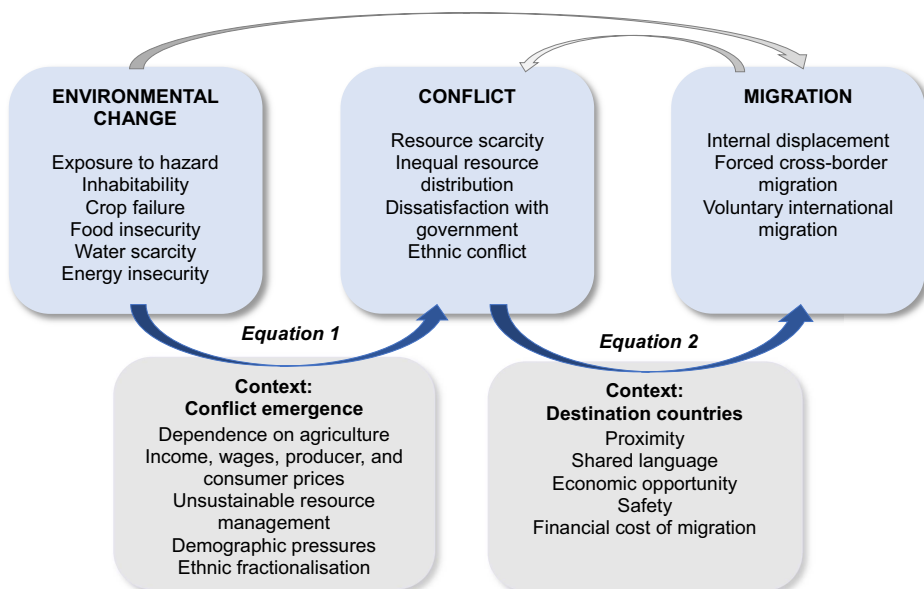 ENVIRONMENTAL
CHANGE
Exposure to hazard
Inhabitability
Crop failure
Food insecurity
Water scarcity
Energy insecurity
CONFLICT
Resource scarcity
Inequal resource
distribution
Dissatisfaction with
government
Ethnic conflict
MIGRATION
Internal displacement
Forced cross-border
migration
Voluntary international
migration
Equation 1
Equation 2
Context:
Conflict emergence
Dependence on agriculture
Income, wages, producer, and
consumer prices
Unsustainable resource
management
Demographic pressures
Ethnic fractionalisation
Context:
Destination countries
Proximity
Shared language
Economic opportunity
Safety
Financial cost of migration